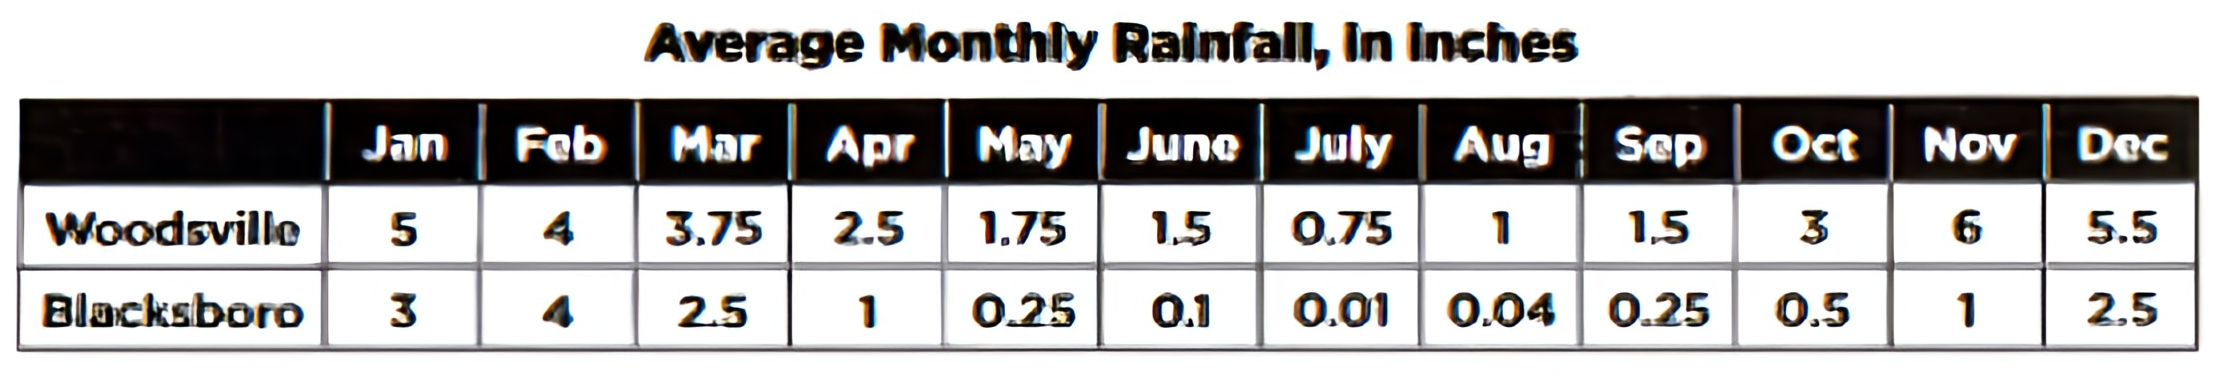 Average Monthly Rainfall, in Inches
Jan Feb Mar Apr May June July Aug Sep Oct Nov Dec
Woodsville 5 4 3.75 2.5 1.75 1.5 0.75 1 1.5 3 6 5.5
Blacksboro 3 4 2.5 1 0.25 0.1 0.01 0.04 0.25 0.5 1 2.5